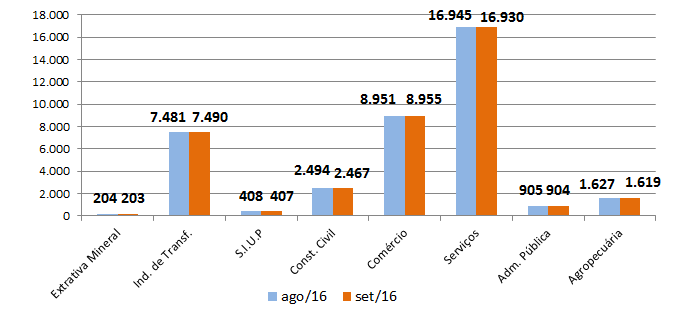 18.000
16.000
14.000
12.000
10.000
8.000
6.000
4.000
2.000
0
204 203
7.481 7.490
408 407
2.494 2.467
8.951 8.955
16.945 16.930
905 904
1.627 1.619
Extrativa Mineral
Ind. de Transf.
S.I.U.P
Const. Civil
Comércio
Serviços
Adm. Pública
Agropecuária
ago/16 set/16